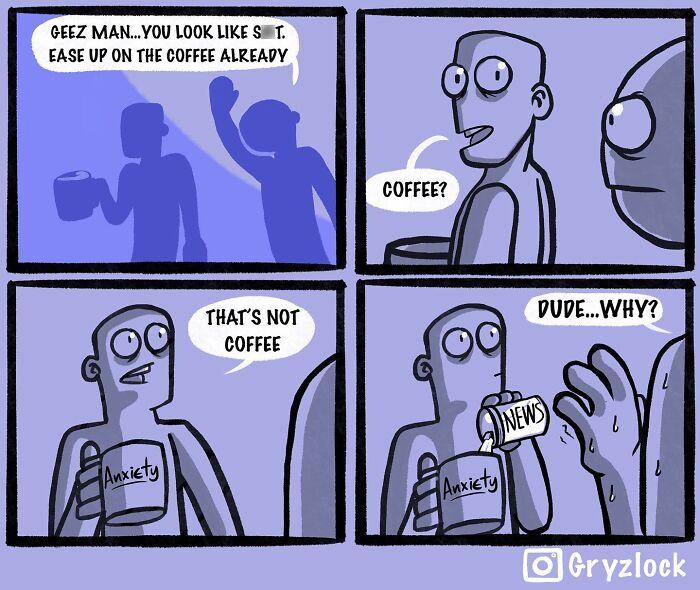 GEEZ MAN...YOU LOOK LIKE S T.
EASE UP ON THE COFFEE ALREADY
COFFEE?
THAT'S NOT
COFFEE
Anxiety
DUDE...WHY?
NEWS
Anxiety
Gryzlock